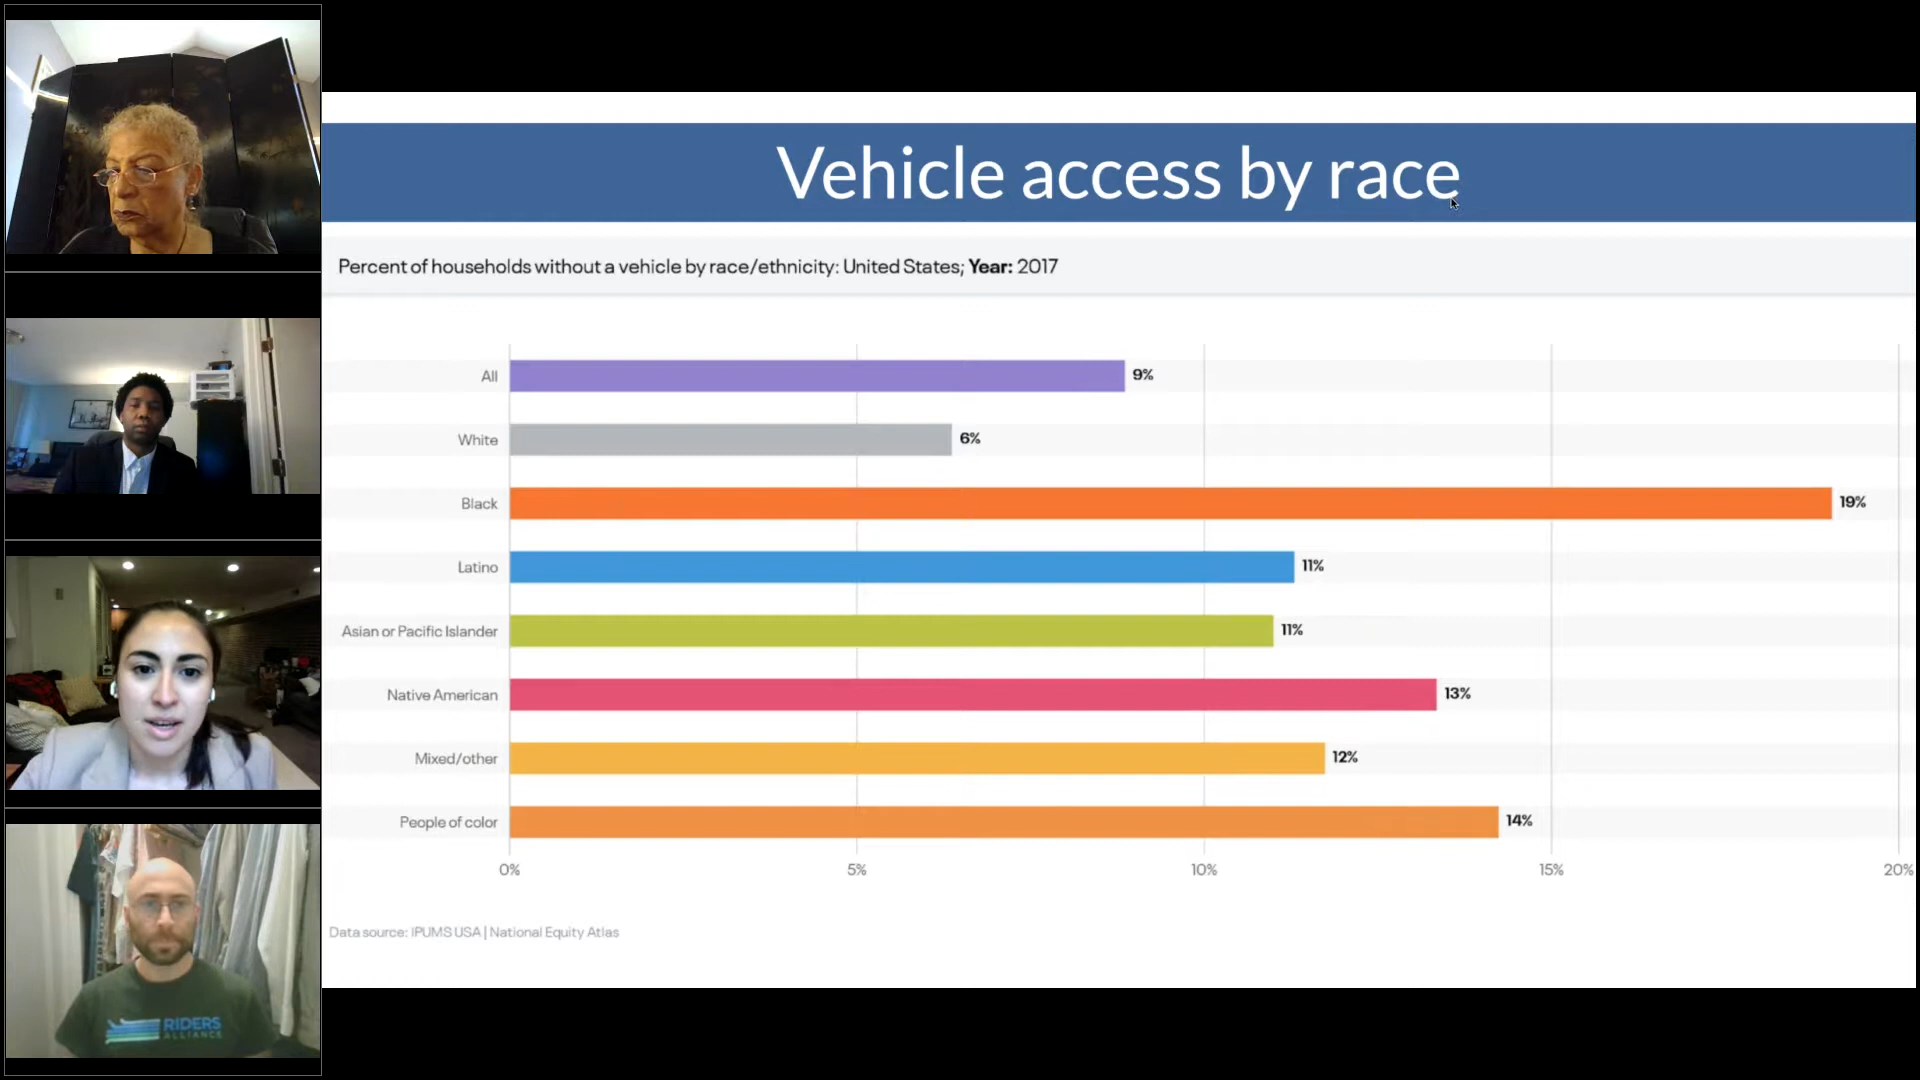 Vehicle access by race
Percent of households without a vehicle by race/ethnicity: United States; Year: 2017
All 9%
White 6%
Black 19%
Latino 11%
Asian or Pacific Islander 11%
Native American 13%
Mixed/other 12%
People of color 14%
0% 5% 10% 15% 20%
Data source: IPUMS USA | National Equity Atlas
RIDERS
ALLIANCE